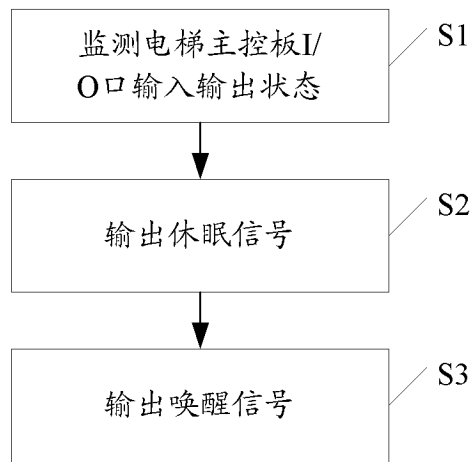 监测电梯主控板I/
O口输入输出状态
S1
输出休眠信号
S2
输出唤醒信号
S3